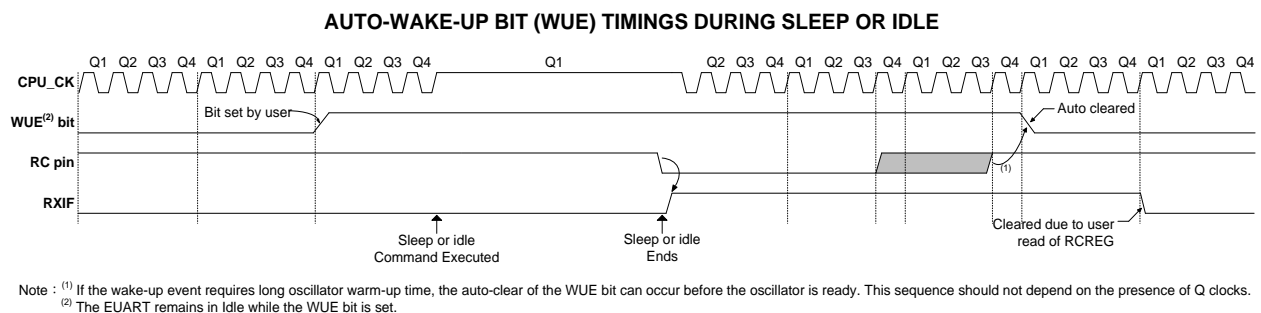 AUTO-WAKE-UP BIT (WUE) TIMINGS DURING SLEEP OR IDLE
Q1 Q2 Q3 Q4 Q1 Q2 Q3 Q4 Q1 Q2 Q3 Q4 Q1 Q2 Q3 Q4 Q1 Q2 Q3 Q4 Q1 Q2 Q3 Q4 Q1 Q2 Q3 Q4 Q1 Q2 Q3 Q4
CPU_CK
Bit set by user
Auto cleared
WUE(2) bit
RC pin
(1)
RXIF
Cleared due to user
read of RCREG
Sleep or idle
Command Executed
Sleep or idle
Ends
Note : (1) If the wake-up event requires long oscillator warm-up time, the auto-clear of the WUE bit can occur before the oscillator is ready. This sequence should not depend on the presence of Q clocks.
(2) The EUART remains in Idle while the WUE bit is set.